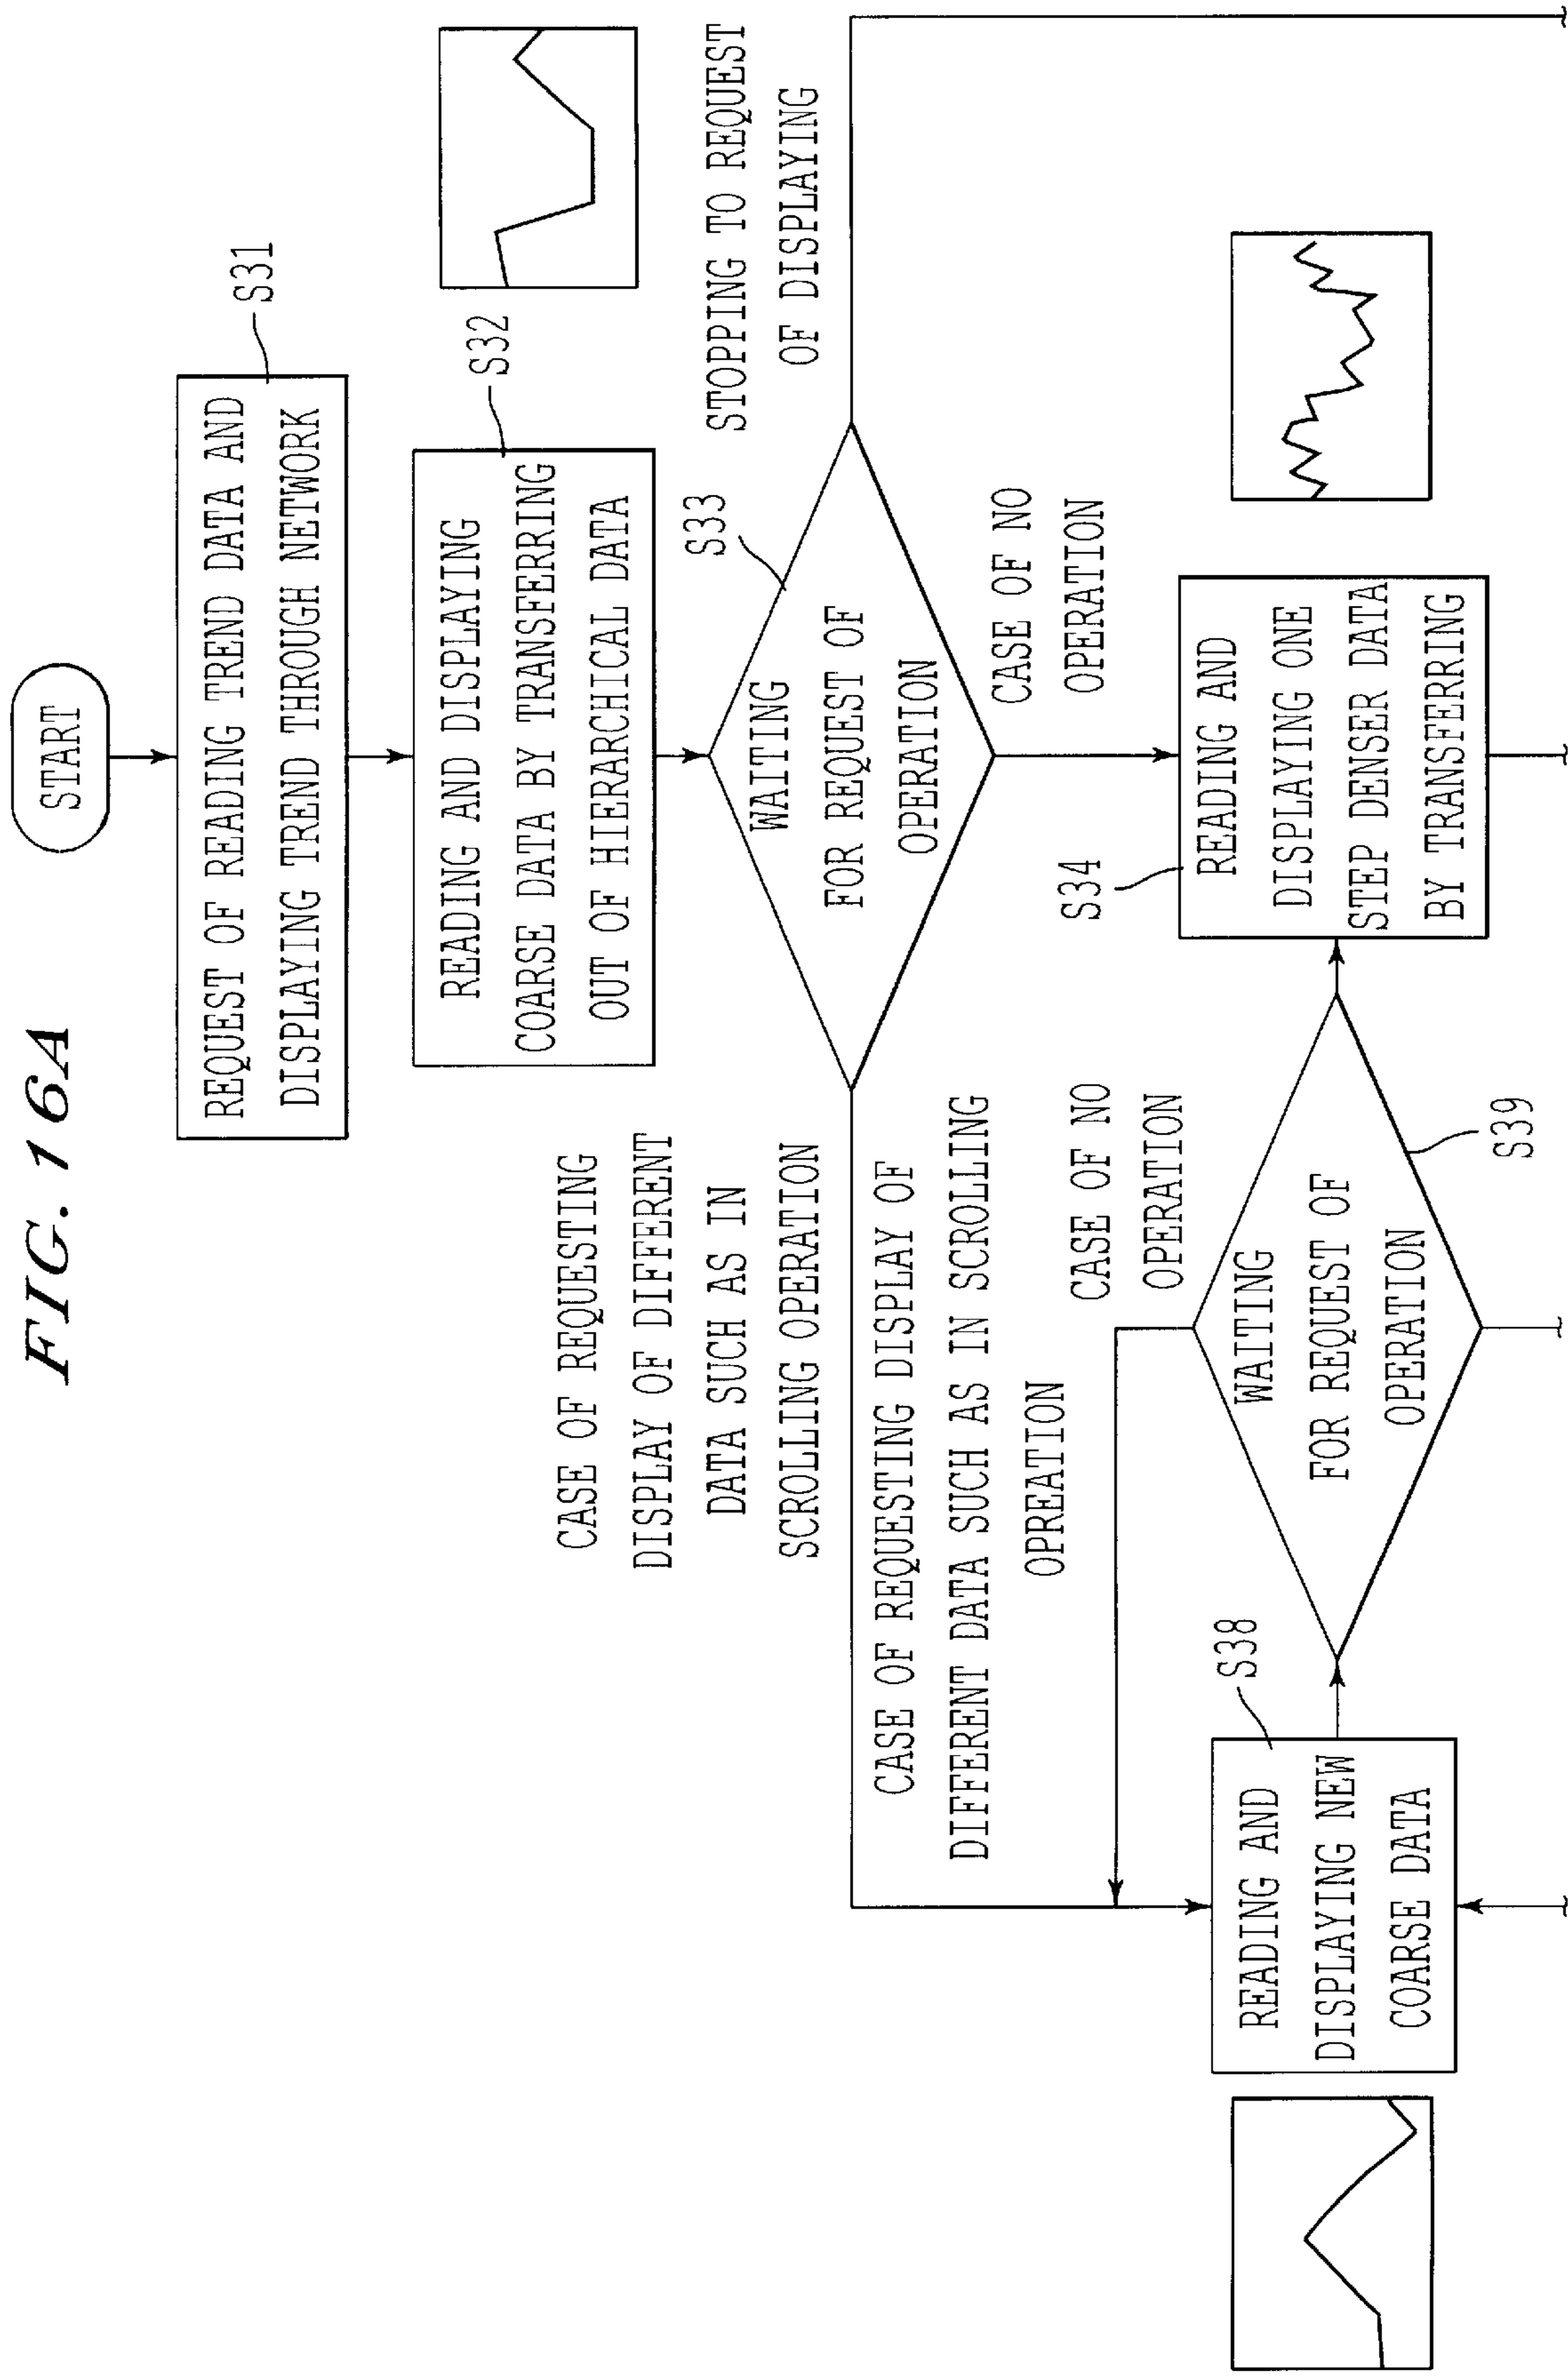 FIG. 16A
START
REQUEST OF READING TREND DATA AND
DISPLAYING TREND THROUGH NETWORK
S31
READING AND DISPLAYING
COARSE DATA BY TRANSFERRING
OUT OF HIERARCHICAL DATA
S32
CASE OF REQUESTING
DISPLAY OF DIFFERENT
DATA SUCH AS IN
SCROLLING OPERATION
WAITING
FOR REQUEST OF
OPERATION
S33
STOPPING TO REQUEST
OF DISPLAYING
CASE OF REQUESTING DISPLAY OF
DIFFERENT DATA SUCH AS IN SCROLLING
OPREATION
CASE OF NO
OPERATION
CASE OF NO
OPERATION
S38
READING AND
DISPLAYING NEW
COARSE DATA
WAITING
FOR REQUEST OF
OPERATION
S39
S34
READING AND
DISPLAYING ONE
STEP DENSER DATA
BY TRANSFERRING